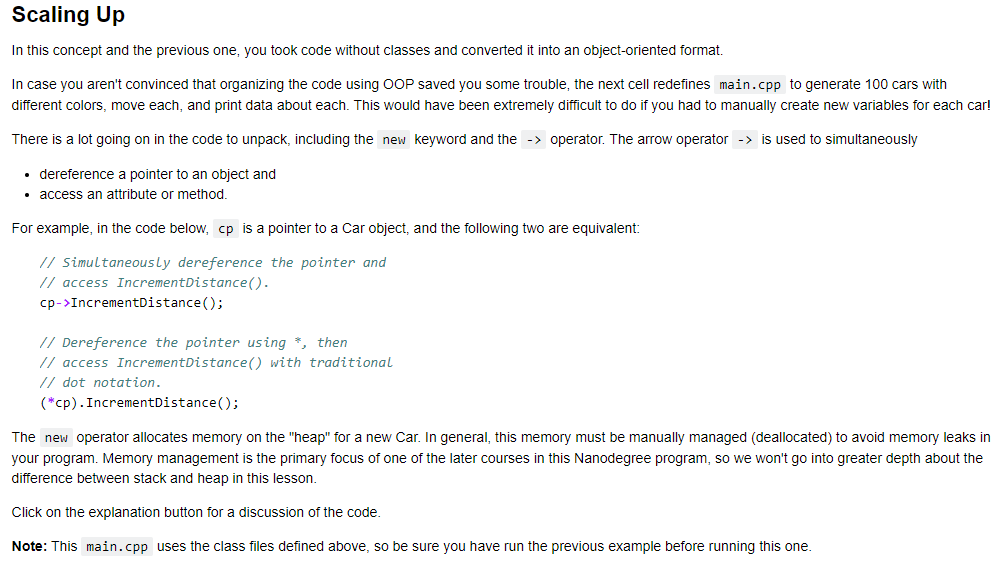 Scaling Up
In this concept and the previous one, you took code without classes and converted it into an object-oriented format.
In case you aren't convinced that organizing the code using OOP saved you some trouble, the next cell redefines main.cpp to generate 100 cars with
different colors, move each, and print data about each. This would have been extremely difficult to do if you had to manually create new variables for each car!
There is a lot going on in the code to unpack, including the new keyword and the -> operator. The arrow operator -> is used to simultaneously
• dereference a pointer to an object and
• access an attribute or method.
For example, in the code below, cp is a pointer to a Car object, and the following two are equivalent:
// Simultaneously dereference the pointer and
// access IncrementDistance().
cp->IncrementDistance();
// Dereference the pointer using *, then
// access IncrementDistance() with traditional
// dot notation.
(*cp).IncrementDistance();
The new operator allocates memory on the "heap" for a new Car. In general, this memory must be manually managed (deallocated) to avoid memory leaks in
your program. Memory management is the primary focus of one of the later courses in this Nanodegree program, so we won't go into greater depth about the
difference between stack and heap in this lesson.
Click on the explanation button for a discussion of the code.
Note: This main.cpp uses the class files defined above, so be sure you have run the previous example before running this one.